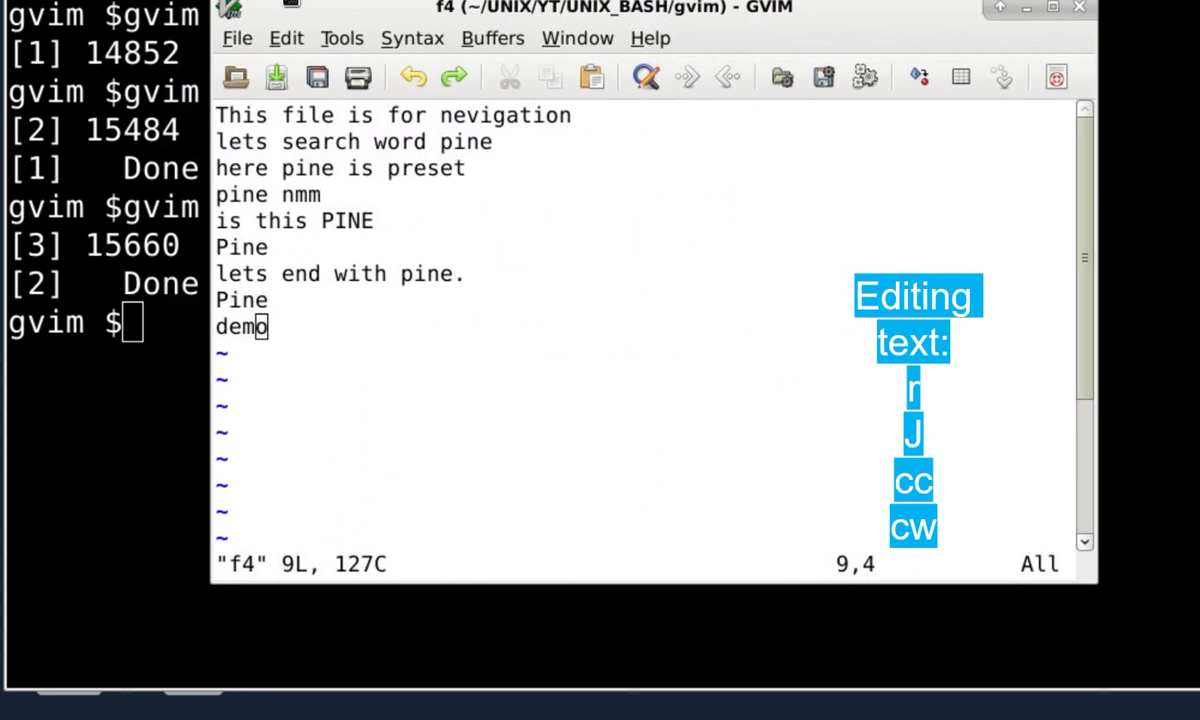 gvim $gvim
[1] 14852
gvim $gvim
[2] 15484
[1]   Done
gvim $gvim
[3] 15660
[2]   Done
gvim $
f4 (~/UNIX/YT/UNIX_BASH/gvim) - GVIM
File Edit Tools Syntax Buffers Window Help
This file is for nevigation
lets search word pine
here pine is preset
pine nmm
is this PINE
Pine
lets end with pine.
Pine
demo
~
~
~
~
~
~
~
~
"f4" 9L, 127C 9,4 All
Editing
text:
r
J
cc
cw